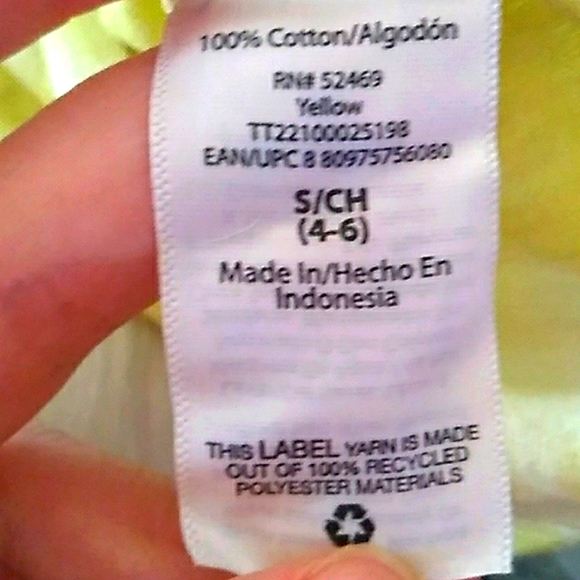 100% Cotton/Algodón
RN# 52469
Yellow
TT22100025198
EAN/UPC 8 80975756080
S/CH
(4-6)
Made In/Hecho En
Indonesia
THIS LABEL YARN IS MADE
OUT OF 100% RECYCLED
POLYESTER MATERIALS